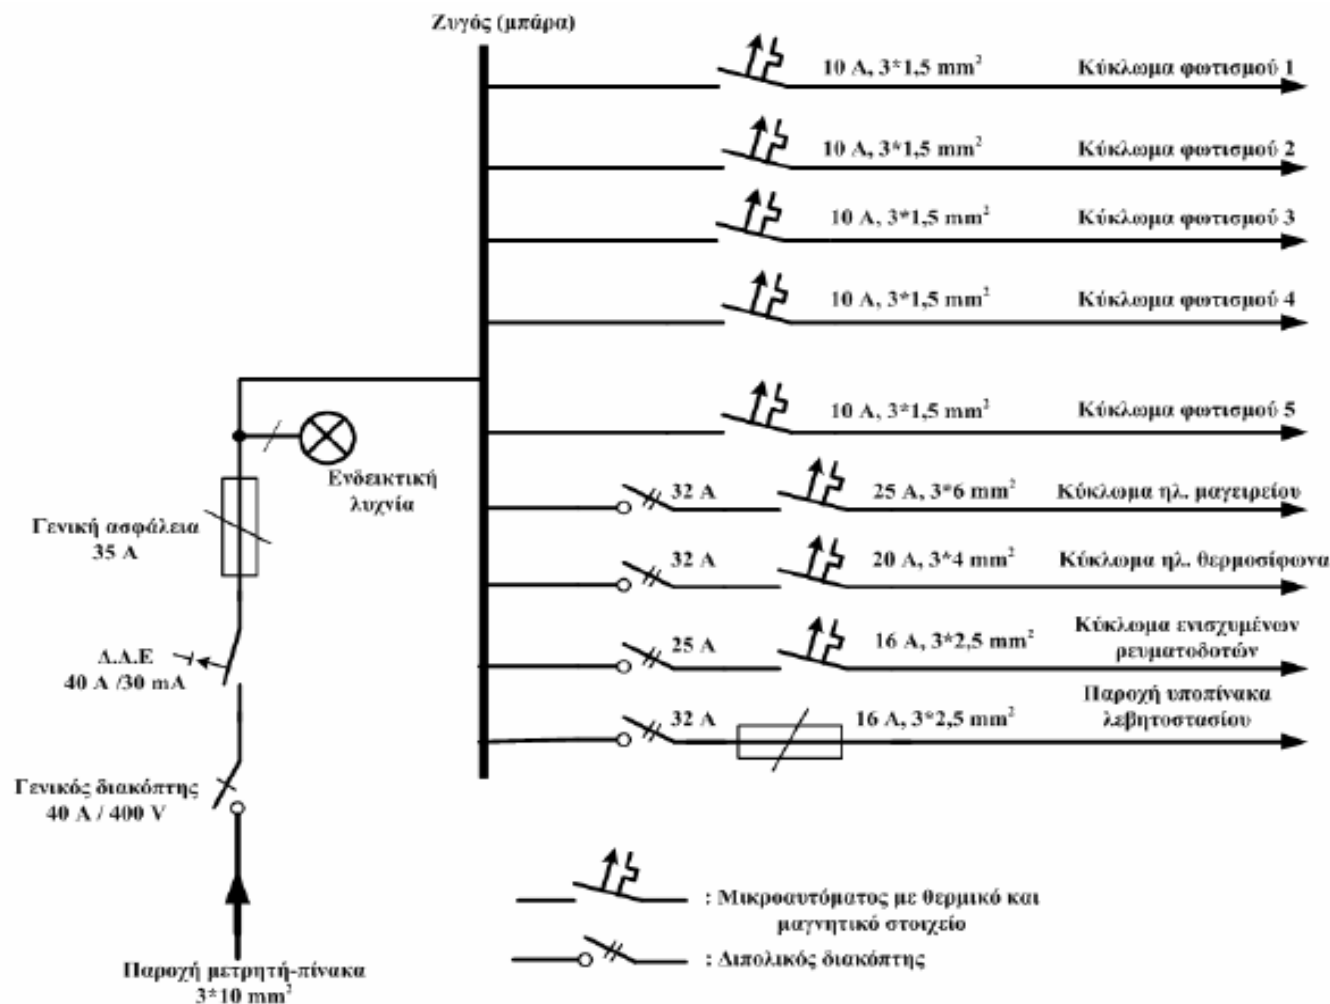 Ζυγός (μπάρα)
10 A, 3*1,5 mm² Κύκλωμα φωτισμού 1
10 A, 3*1,5 mm² Κύκλωμα φωτισμού 2
10 A, 3*1,5 mm² Κύκλωμα φωτισμού 3
10 A, 3*1,5 mm² Κύκλωμα φωτισμού 4
10 A, 3*1,5 mm² Κύκλωμα φωτισμού 5
32 A 25 A, 3*6 mm² Κύκλωμα ηλ. μαγειρείου
32 A 20 A, 3*4 mm² Κύκλωμα ηλ. θερμοσίφωνα
25 A 16 A, 3*2,5 mm² Κύκλωμα ενισχυμένων
ρευματοδοτών
32 A 16 A, 3*2,5 mm² Παροχή υποπίνακα
λεβητοστασίου
Ενδεικτική
λυχνία
Γενική ασφάλεια
35 A
Δ.Δ.Ε
40 A /30 mA
Γενικός διακόπτης
40 A / 400 V
Παροχή μετρητή-πίνακα
3*10 mm²
: Μικροαυτόματος με θερμικό και
μαγνητικό στοιχείο
: Διπολικός διακόπτης